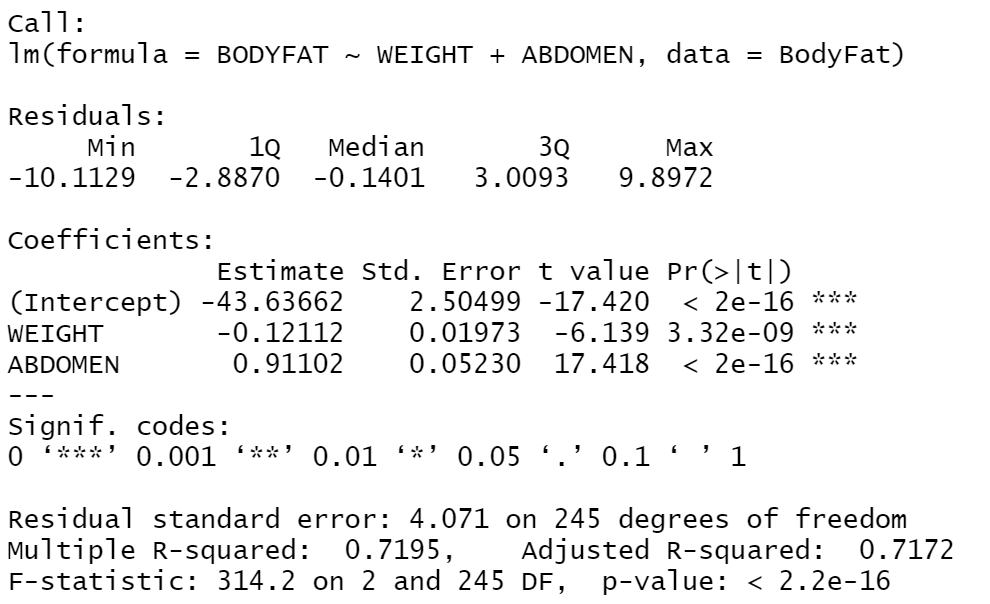 Call:
lm(formula = BODYFAT ~ WEIGHT + ABDOMEN, data = BodyFat)
Residuals:
     Min       1Q   Median       3Q      Max
-10.1129  -2.8870  -0.1401   3.0093   9.8972
Coefficients:
             Estimate Std. Error t value Pr(>|t|)
(Intercept) -43.63662    2.50499 -17.420  < 2e-16 ***
WEIGHT       -0.12112    0.01973  -6.139 3.32e-09 ***
ABDOMEN       0.91102    0.05230  17.418  < 2e-16 ***
---
Signif. codes:
0 ‘***’ 0.001 ‘**’ 0.01 ‘*’ 0.05 ‘.’ 0.1 ‘ ’ 1
Residual standard error: 4.071 on 245 degrees of freedom
Multiple R-squared:  0.7195,    Adjusted R-squared:  0.7172
F-statistic: 314.2 on 2 and 245 DF,  p-value: < 2.2e-16